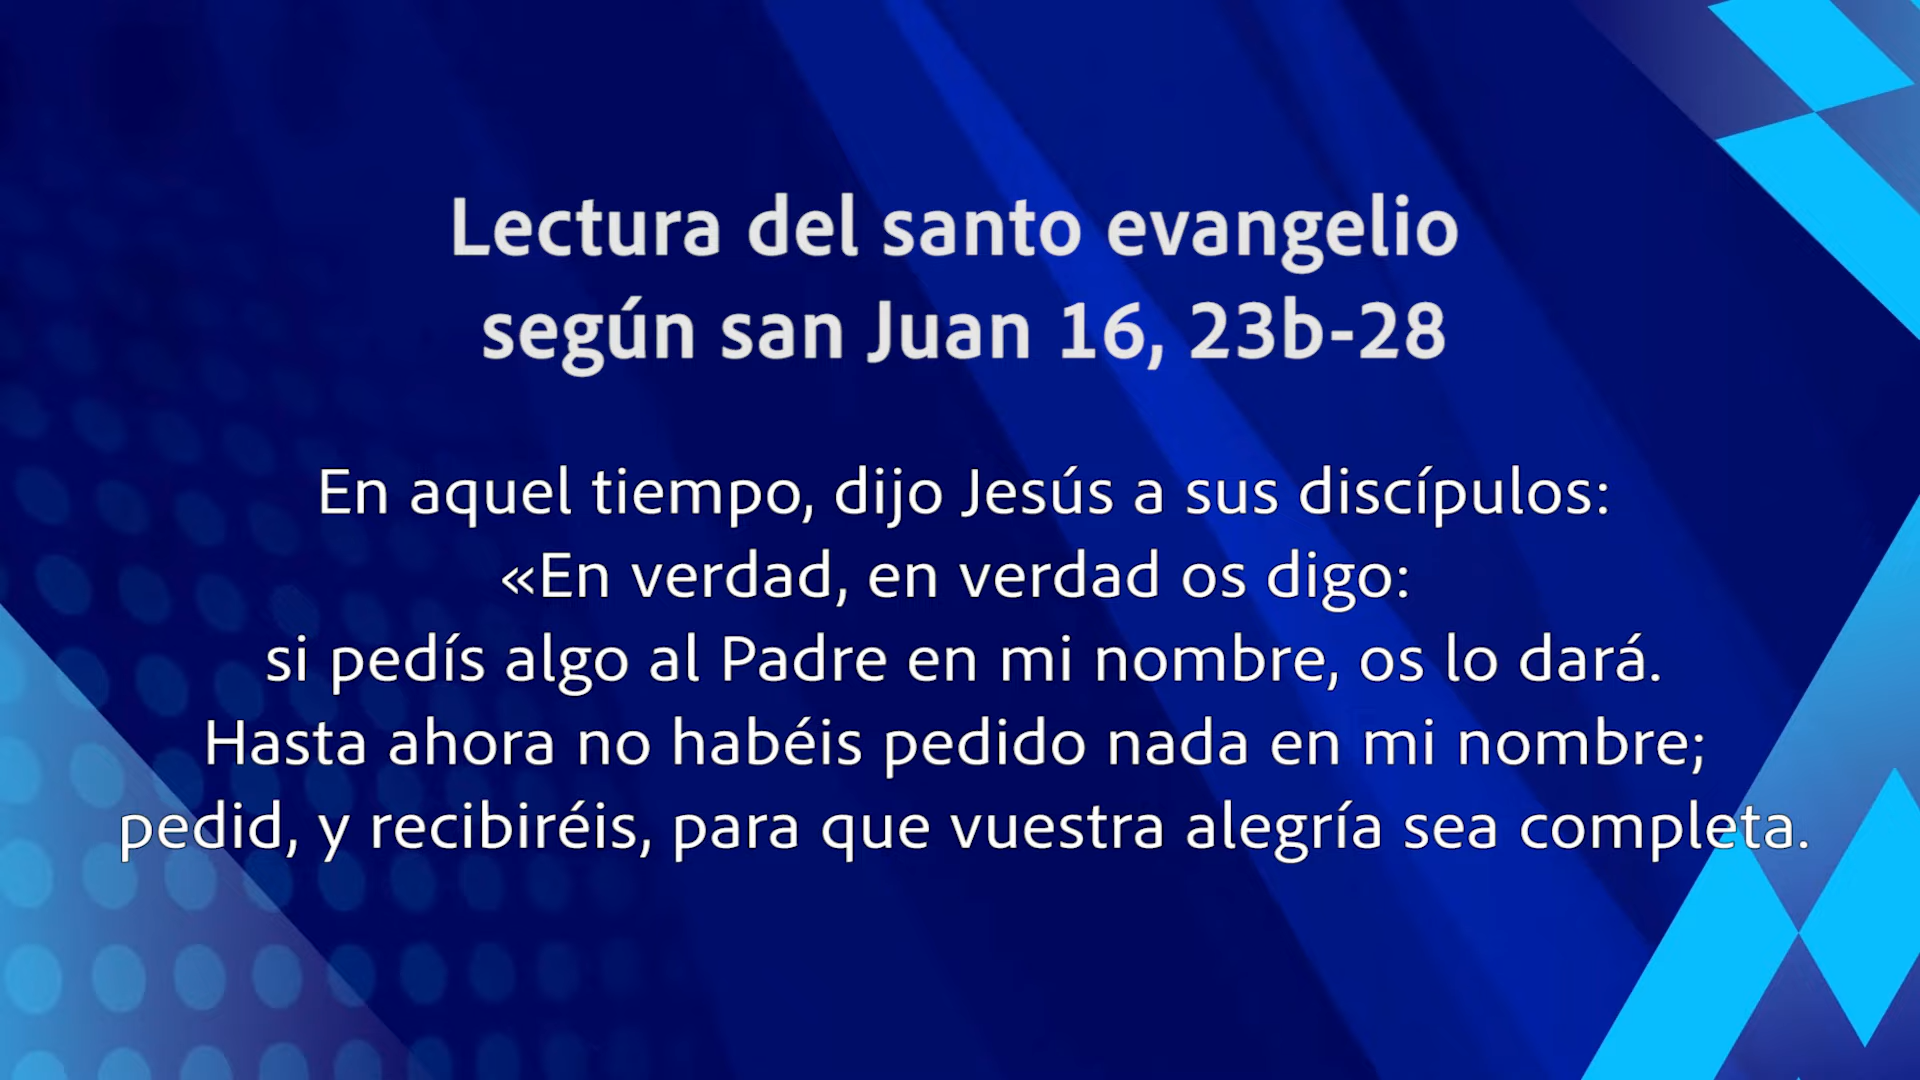 Lectura del santo evangelio
según san Juan 16, 23b-28
En aquel tiempo, dijo Jesús a sus discípulos:
«En verdad, en verdad os digo:
si pedís algo al Padre en mi nombre, os lo dará.
Hasta ahora no habéis pedido nada en mi nombre;
pedid, y recibiréis, para que vuestra alegría sea completa.